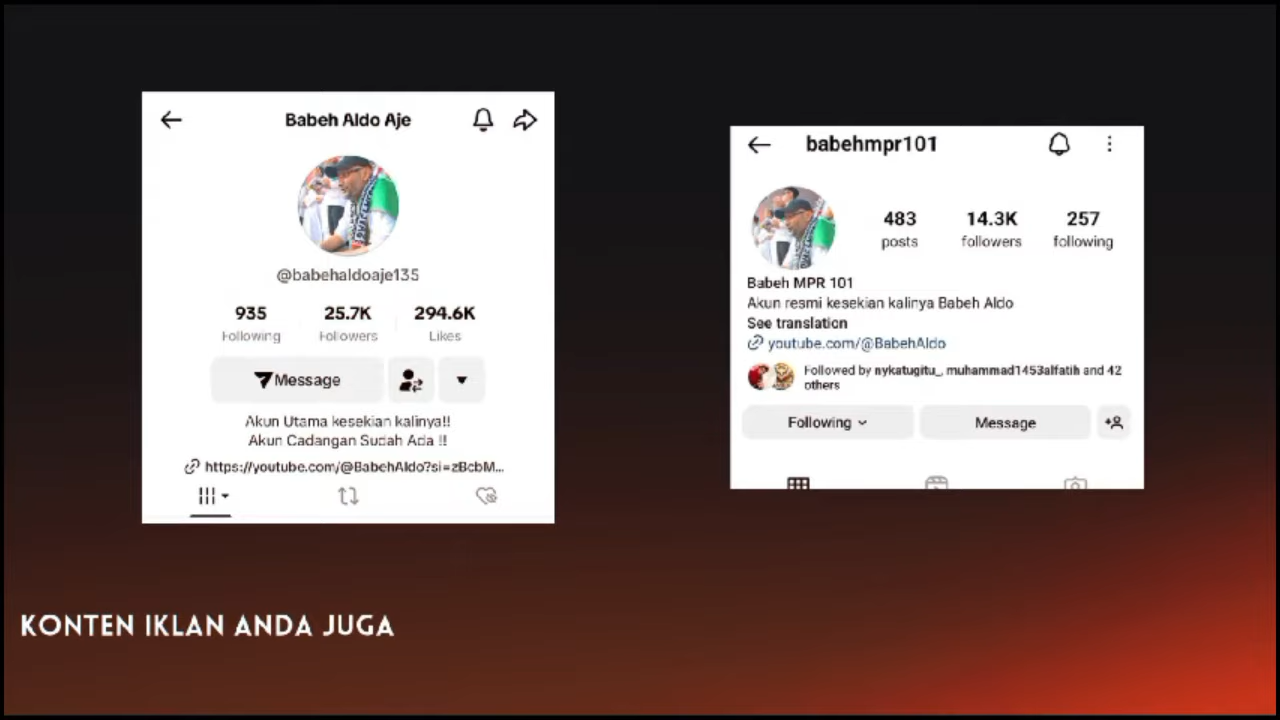 Babeh Aldo Aje
@babehaldoaje135
935
25.7K
294.6K
Following
Followers
Likes
Message
Akun Utama kesekian kalinya!!
Akun Cadangan Sudah Ada !!
https://youtube.com/@BabehAldo?si=zBcbM...
babehmpr101
483
14.3K
257
posts
followers
following
Babeh MPR 101
Akun resmi kesekian kalinya Babeh Aldo
See translation
youtube.com/@BabehAldo
Followed by nykatugitu_, muhammad1453alfatih and 42
others
Following
Message
KONTEN IKLAN ANDA JUGA